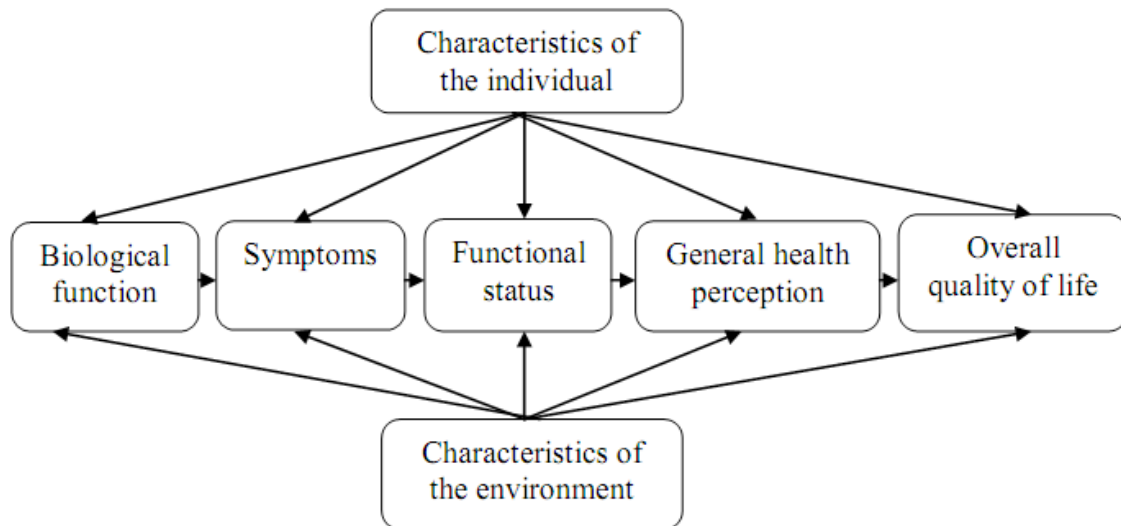 Characteristics of
the individual
Biological
function
Symptoms
Functional
status
General health
perception
Overall
quality of life
Characteristics of
the environment